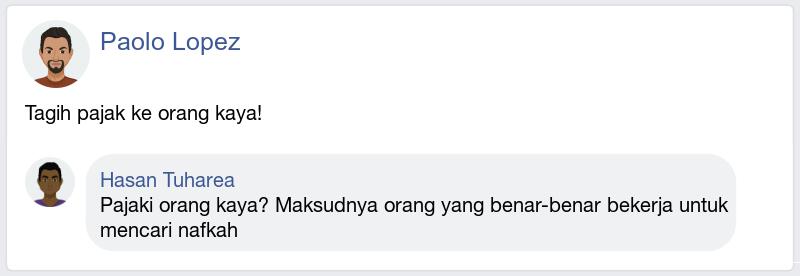 Paolo Lopez
Tagih pajak ke orang kaya!
Hasan Tuharea
Pajaki orang kaya? Maksudnya orang yang benar-benar bekerja untuk
mencari nafkah